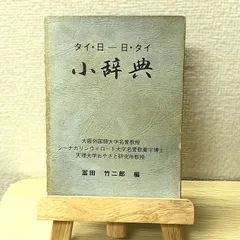 タイ・日 ― 日・タイ
小辞典
大阪外国語大学名誉教授
シーナカリンウィロート大学名誉教育学博士
天理大学おやさと研究所教授
冨田 竹二郎 編